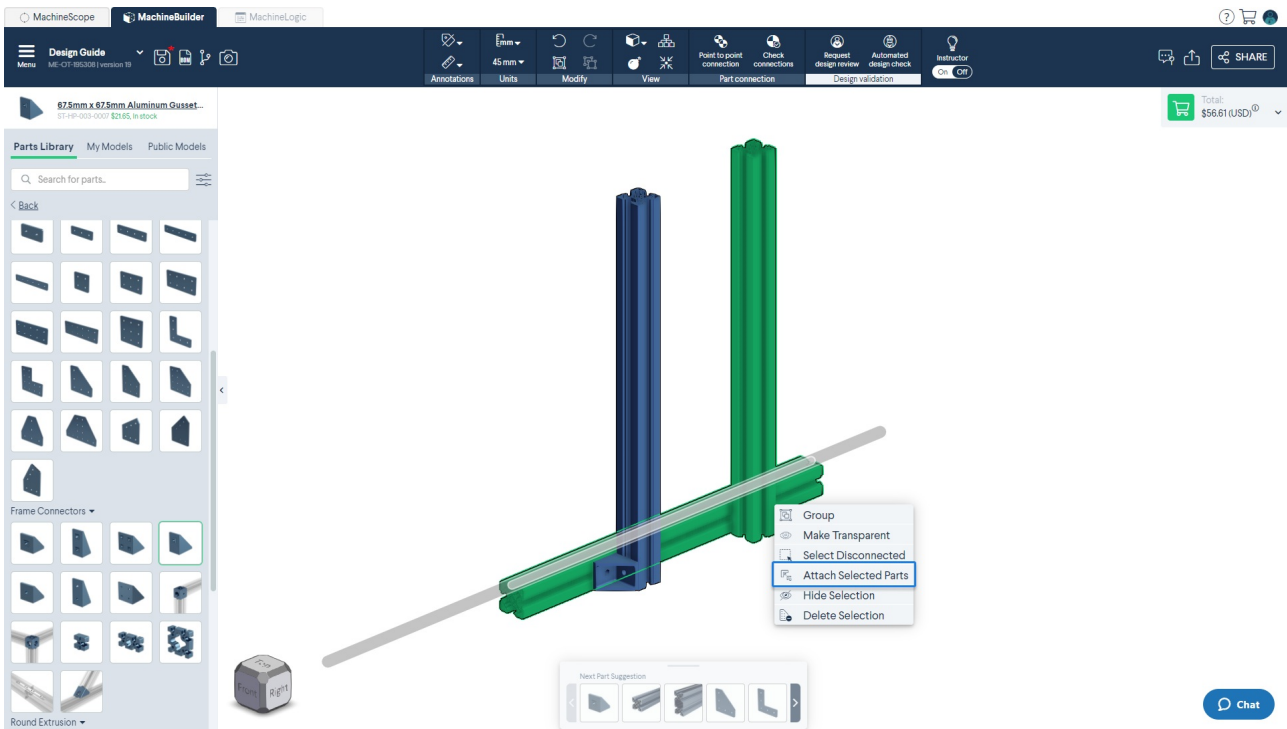 MachineScope
MachineBuilder
MachineLogic
Menu
Design Guide
ME-OT-195308 | version 19
Annotations
mm
45 mm
Units
Modify
View
Point to point connection
Check connections
Part connection
Request design review
Automated design check
Design validation
Instructor
On Off
SHARE
67.5mm x 67.5mm Aluminum Gusset...
ST-HP-003-0007 $21.65, In stock
Total:
$56.61 (USD)
Parts Library My Models Public Models
Search for parts..
Back
Frame Connectors
Round Extrusion
Group
Make Transparent
Select Disconnected
Attach Selected Parts
Hide Selection
Delete Selection
Top
Front
Right
Next Part Suggestion
Chat